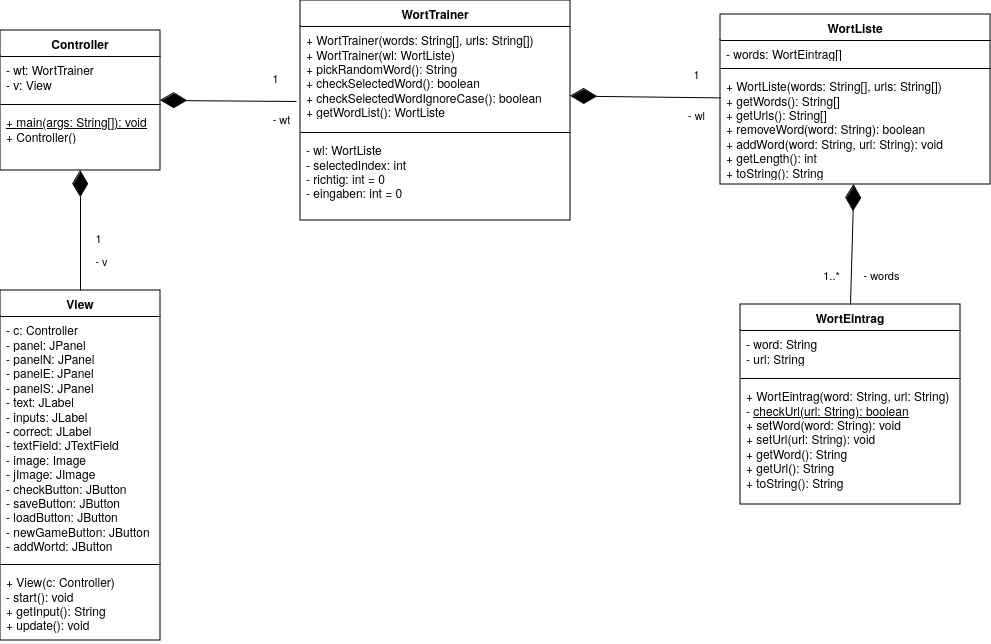 Controller
- wt: WortTrainer
- v: View
+ main(args: String[]): void
+ Controller()
1
- wt
WortTrainer
+ WortTrainer(words: String[], urls: String[])
+ WortTrainer(wl: WortListe)
+ pickRandomWord(): String
+ checkSelectedWord(): boolean
+ checkSelectedWordIgnoreCase(): boolean
+ getWordList(): WortListe
- wl: WortListe
- selectedIndex: int
- richtig: int = 0
- eingaben: int = 0
1
- wl
WortListe
- words: WortEintrag[]
+ WortListe(words: String[], urls: String[])
+ getWords(): String[]
+ getUrls(): String[]
+ removeWord(word: String): boolean
+ addWord(word: String, url: String): void
+ getLength(): int
+ toString(): String
1
- v
1..*
- words
View
- c: Controller
- panel: JPanel
- panelN: JPanel
- panelE: JPanel
- panelS: JPanel
- text: JLabel
- inputs: JLabel
- correct: JLabel
- textField: JTextField
- image: Image
- jImage: JImage
- checkButton: JButton
- saveButton: JButton
- loadButton: JButton
- newGameButton: JButton
- addWortd: JButton
+ View(c: Controller)
- start(): void
+ getInput(): String
+ update(): void
WortEintrag
- word: String
- url: String
+ WortEintrag(word: String, url: String)
- checkUrl(url: String): boolean
+ setWord(word: String): void
+ setUrl(url: String): void
+ getWord(): String
+ getUrl(): String
+ toString(): String